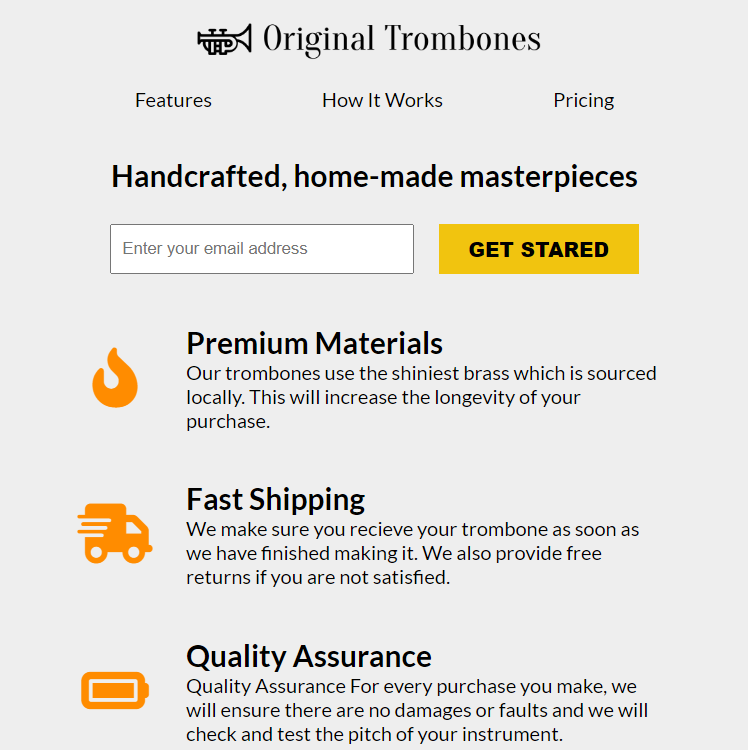 Original Trombones
Features How It Works Pricing
Handcrafted, home-made masterpieces
Enter your email address GET STARED
Premium Materials
Our trombones use the shiniest brass which is sourced
locally. This will increase the longevity of your
purchase.
Fast Shipping
We make sure you recieve your trombone as soon as
we have finished making it. We also provide free
returns if you are not satisfied.
Quality Assurance
Quality Assurance For every purchase you make, we
will ensure there are no damages or faults and we will
check and test the pitch of your instrument.